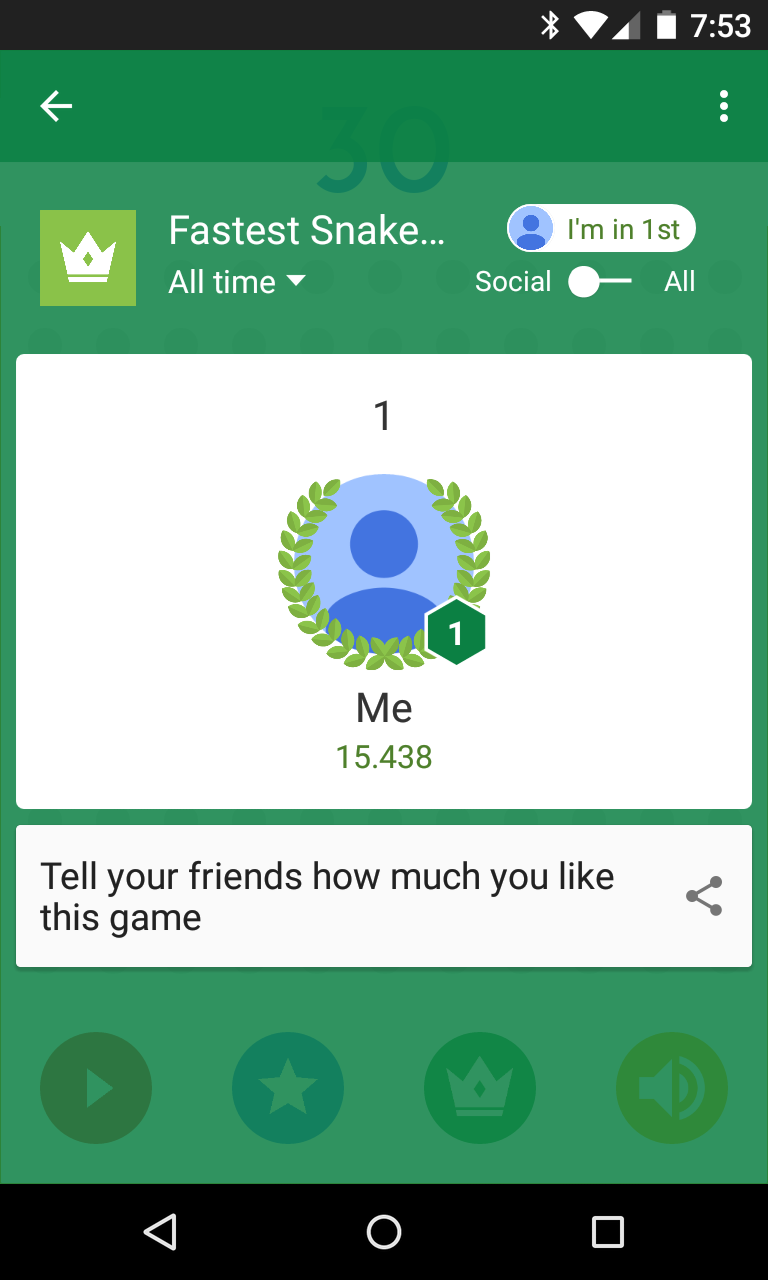 7:53
30
Fastest Snake...
I'm in 1st
All time
Social
All
1
1
Me
15.438
Tell your friends how much you like
this game